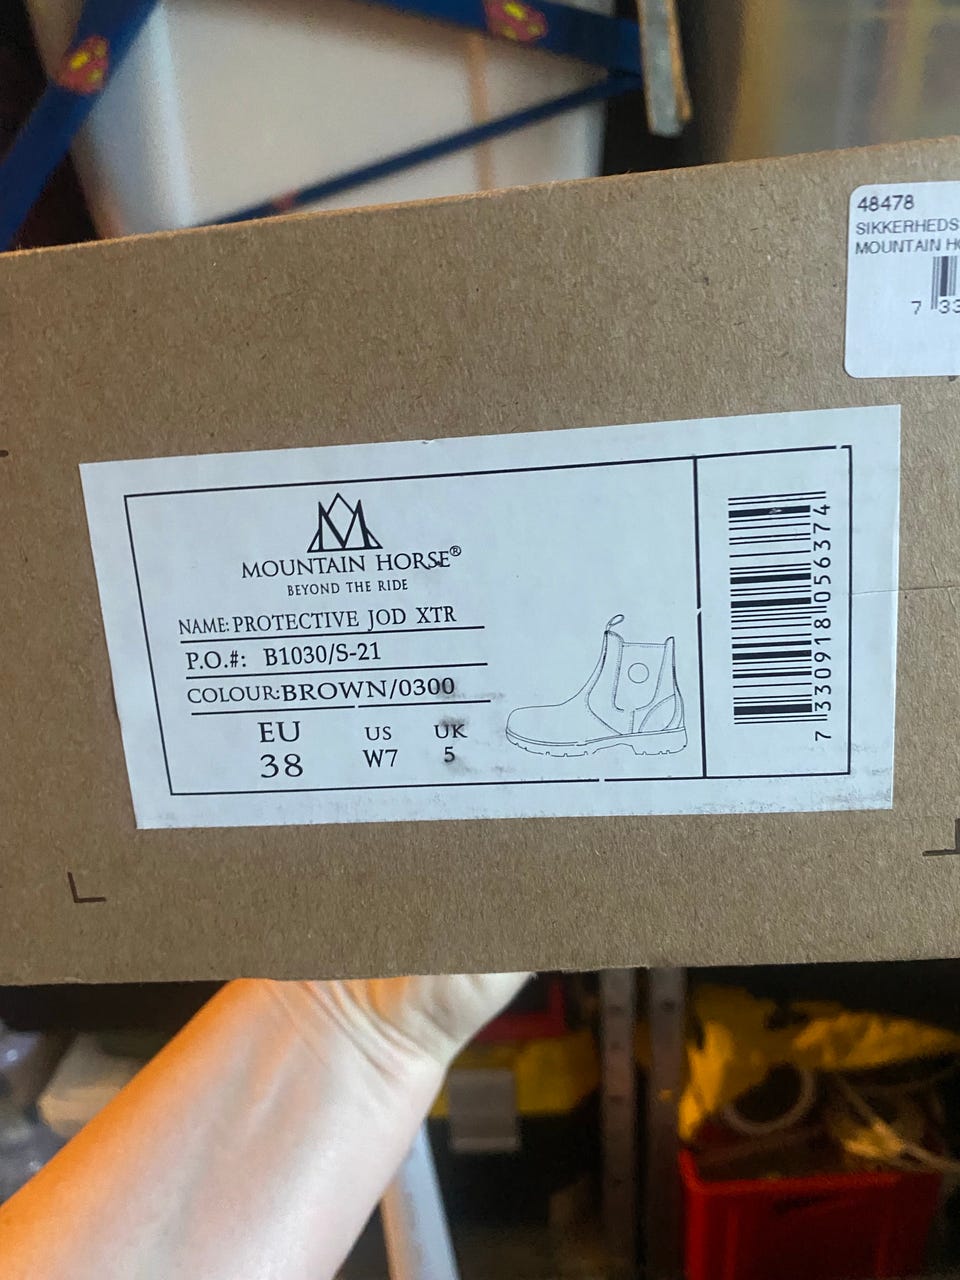 48478
SIKKERHEDS
MOUNTAIN
7 33
MOUNTAIN HORSE®
BEYOND THE RIDE
NAME: PROTECTIVE JOD XTR
P.O.#: B1030/S-21
COLOUR:BROWN/0300
EU US UK
38 W7 5
7 330918 056374